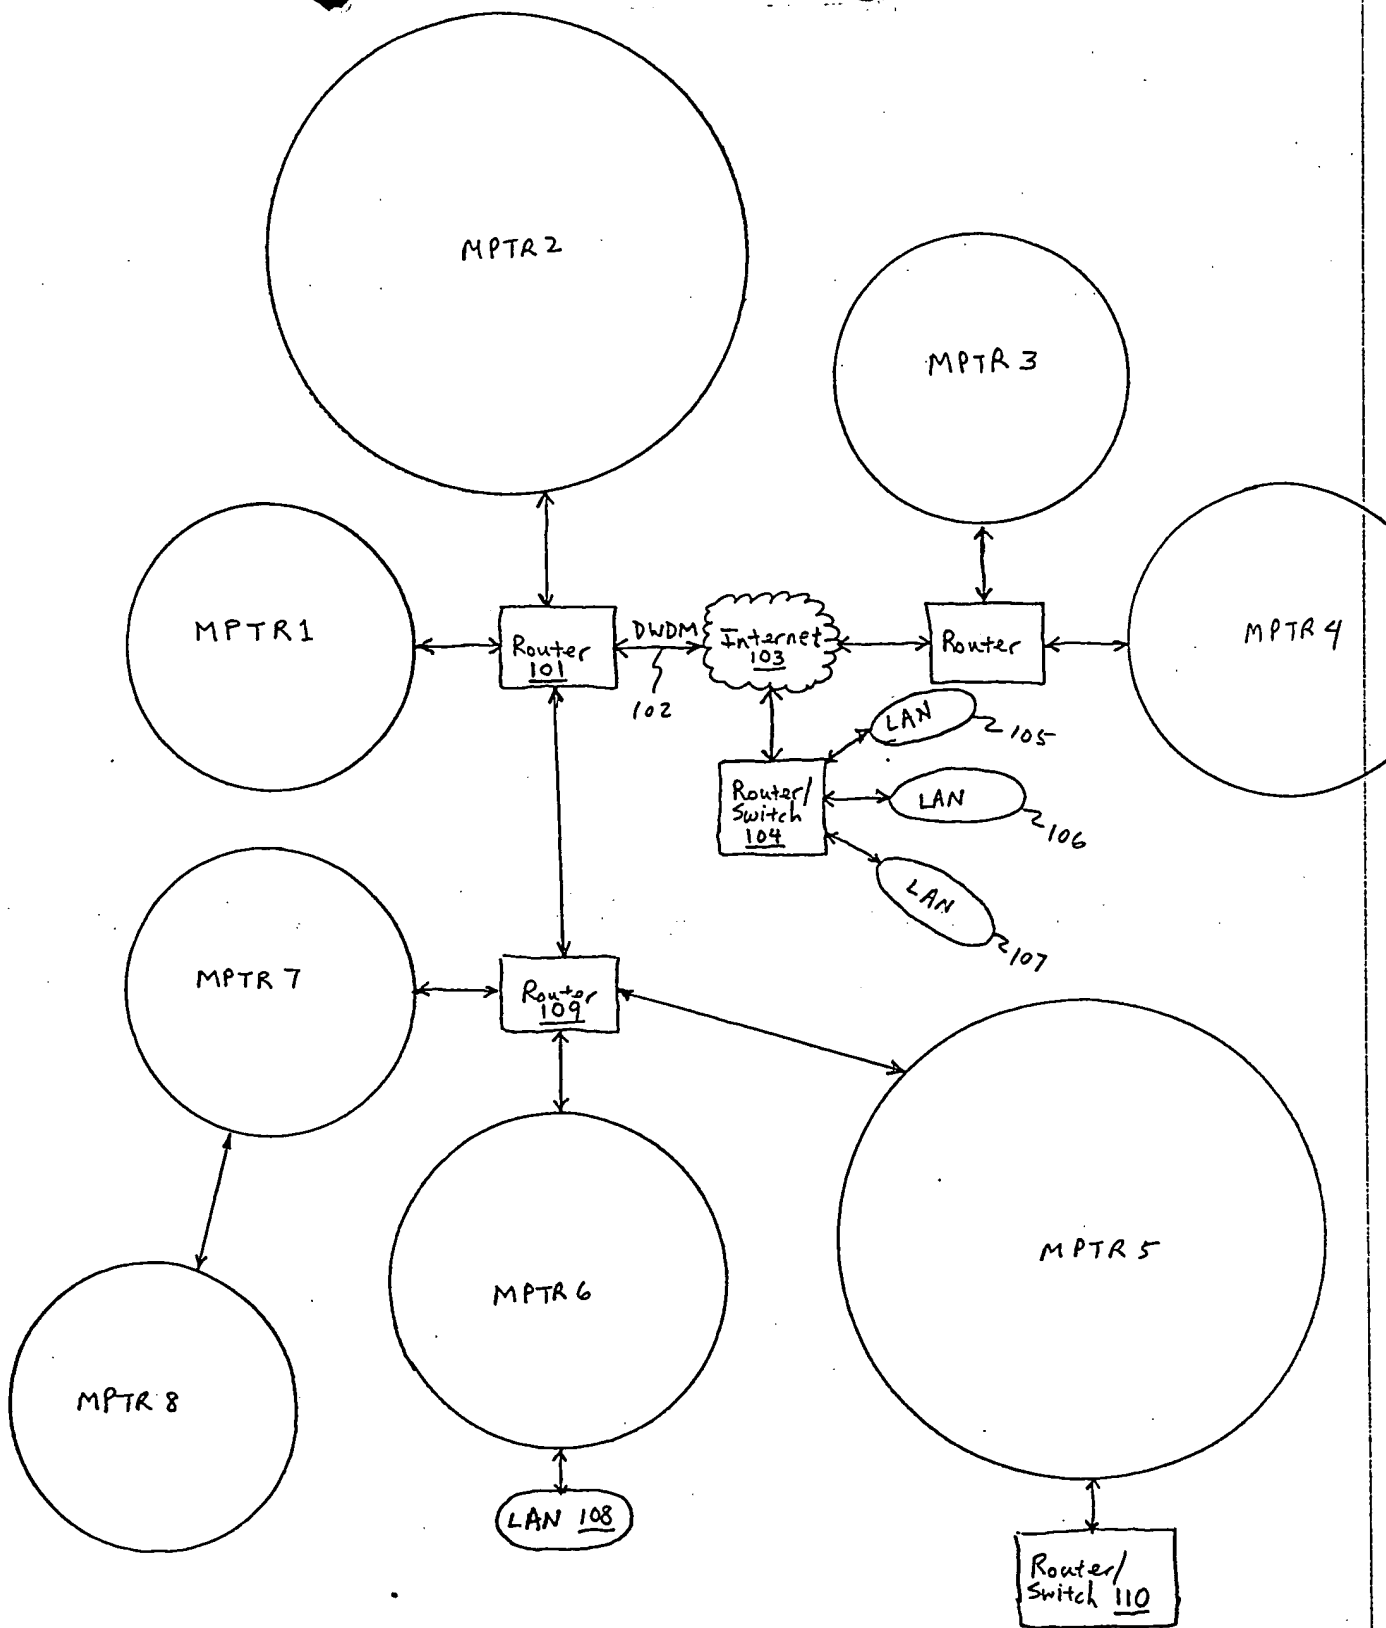 MPTR 2
MPTR 3
MPTR 1
Router
101
DWDM
102
Internet
103
Router
MPTR 4
LAN
105
Router/
Switch
104
LAN
106
LAN
107
MPTR 7
Router
109
MPTR 5
MPTR 6
MPTR 8
LAN 108
Router/
Switch 110